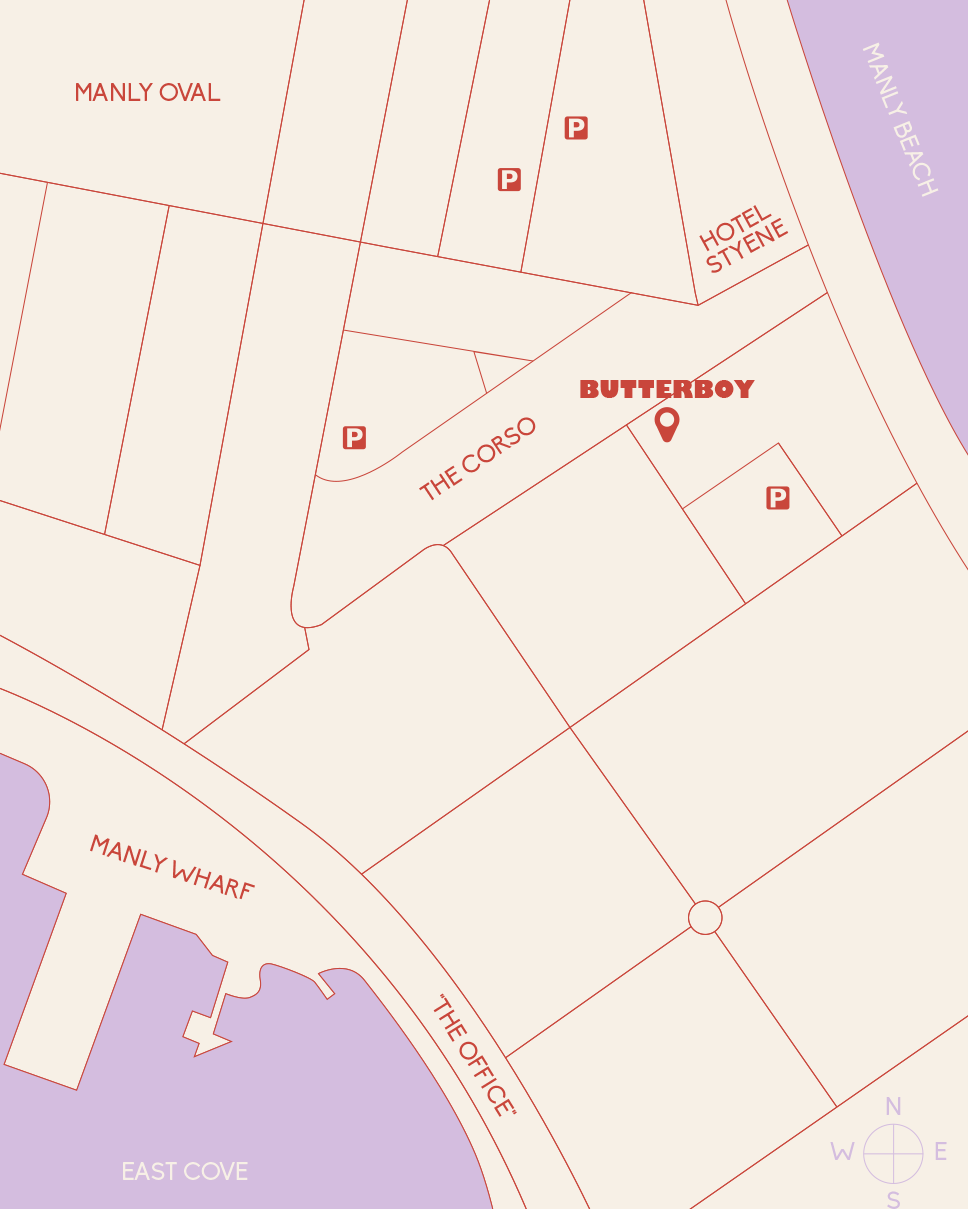 MANLY BEACH
MANLY OVAL
P
P
HOTEL
STYENE
BUTTERBOY
P
THE CORSO
P
MANLY WHARF
"THE OFFICE"
EAST COVE
N
W
E
S